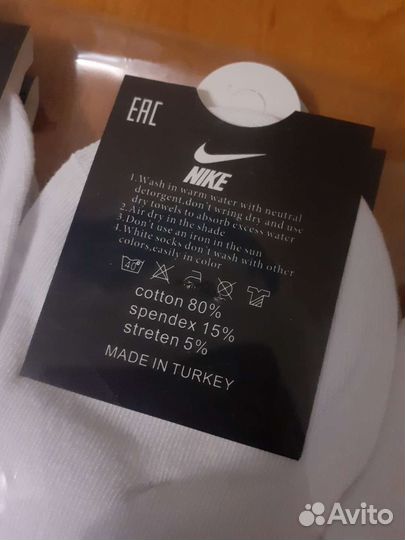 EAC
NIKE
1.Wash in warm water with neutral
detorgent.don't wring dry and use
dry towels to absorb excess water
2.Air dry in the shade
3.Don't use an iron in the sun
4.White socks don't wash with other
colors,easily in color
40°
cotton 80%
spendex 15%
streten 5%
MADE IN TURKEY
Avito